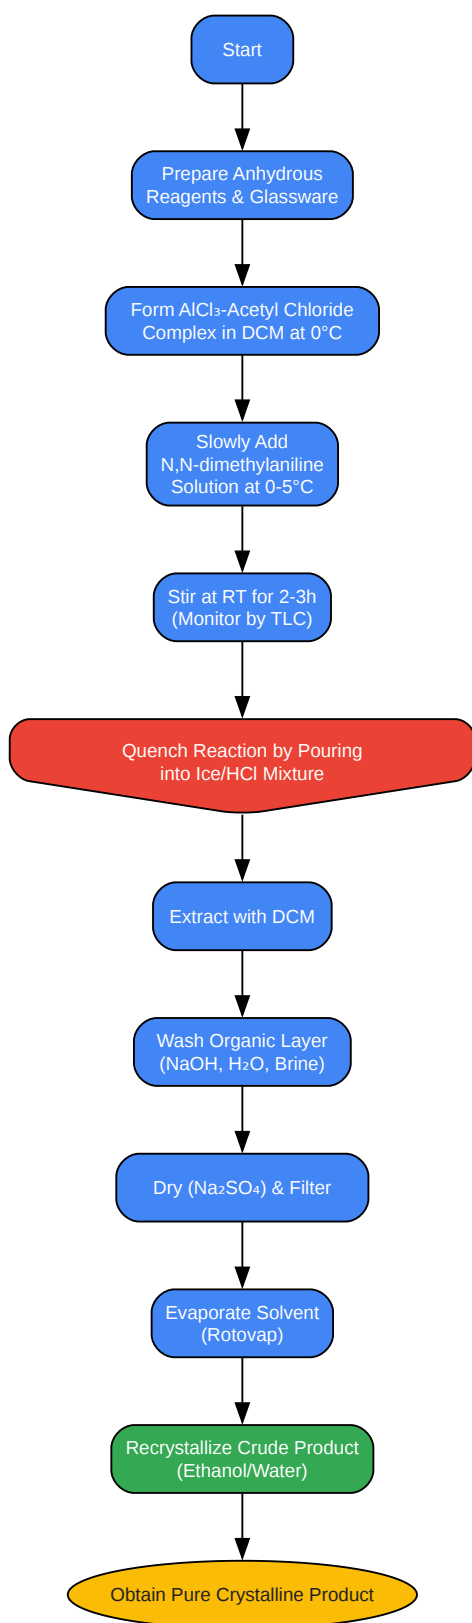 Start
Prepare Anhydrous
Reagents & Glassware
Form AlCl₃-Acetyl Chloride
Complex in DCM at 0°C
Slowly Add
N,N-dimethylaniline
Solution at 0-5°C
Stir at RT for 2-3h
(Monitor by TLC)
Quench Reaction by Pouring
into Ice/HCl Mixture
Extract with DCM
Wash Organic Layer
(NaOH, H₂O, Brine)
Dry (Na₂SO₄) & Filter
Evaporate Solvent
(Rotovap)
Recrystallize Crude Product
(Ethanol/Water)
Obtain Pure Crystalline Product